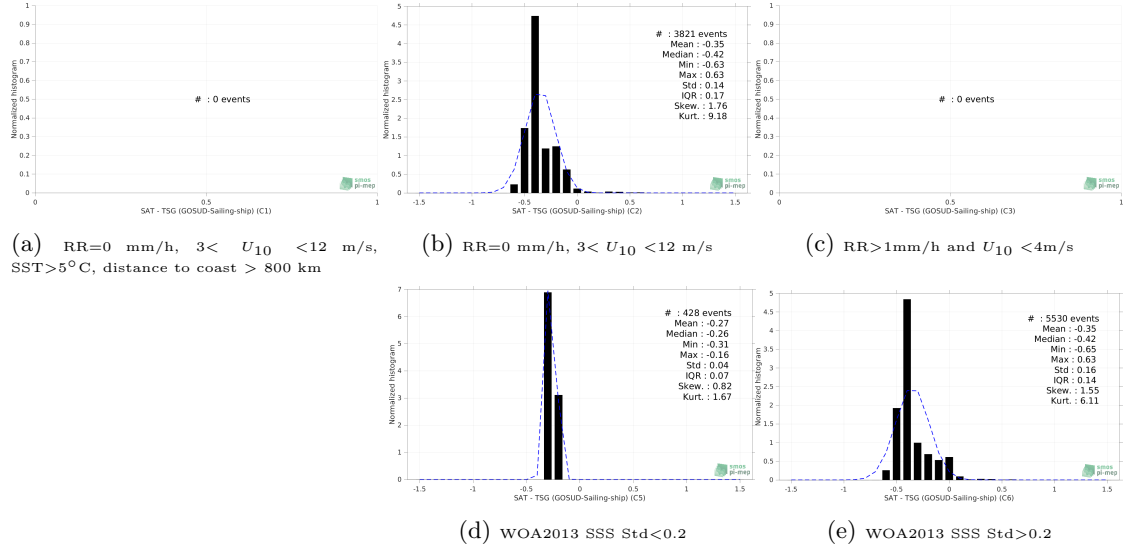 Normalized histogram
1
0.9
0.8
0.7
0.6
0.5
0.4
0.3
0.2
0.1
0
# : 0 events
0 0.5 1
SAT - TSG (GOSUD-Sailing-ship) (C1)
smos
pi-mep
(a) RR=0 mm/h, 3< U10 <12 m/s,
SST>5°C, distance to coast > 800 km
Normalized histogram
5
4.5
4
3.5
3
2.5
2
1.5
1
0.5
0
# : 3821 events
Mean : -0.35
Median : -0.42
Min : -0.63
Max : 0.63
Std : 0.14
IQR : 0.17
Skew. : 1.76
Kurt. : 9.18
-1.5 -1 -0.5 0 0.5 1 1.5
SAT - TSG (GOSUD-Sailing-ship) (C2)
smos
pi-mep
(b) RR=0 mm/h, 3< U10 <12 m/s
Normalized histogram
1
0.9
0.8
0.7
0.6
0.5
0.4
0.3
0.2
0.1
0
# : 0 events
0 0.5 1
SAT - TSG (GOSUD-Sailing-ship) (C3)
smos
pi-mep
(c) RR>1mm/h and U10 <4m/s
Normalized histogram
7
6
5
4
3
2
1
0
# : 428 events
Mean : -0.27
Median : -0.26
Min : -0.31
Max : -0.16
Std : 0.04
IQR : 0.07
Skew. : 0.82
Kurt. : 1.67
-1.5 -1 -0.5 0 0.5 1 1.5
SAT - TSG (GOSUD-Sailing-ship) (C5)
smos
pi-mep
(d) WOA2013 SSS Std<0.2
Normalized histogram
5
4.5
4
3.5
3
2.5
2
1.5
1
0.5
0
# : 5530 events
Mean : -0.35
Median : -0.42
Min : -0.65
Max : 0.63
Std : 0.16
IQR : 0.14
Skew. : 1.55
Kurt. : 6.11
-1.5 -1 -0.5 0 0.5 1 1.5
SAT - TSG (GOSUD-Sailing-ship) (C6)
smos
pi-mep
(e) WOA2013 SSS Std>0.2